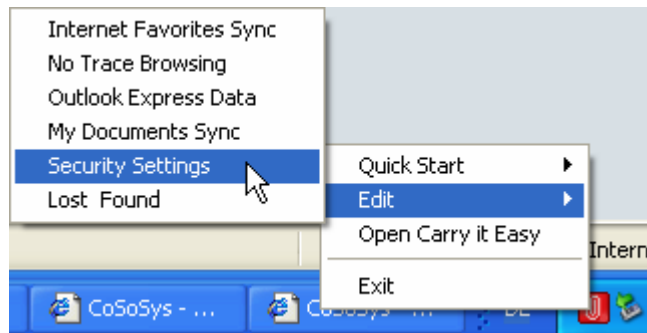 Internet Favorites Sync
No Trace Browsing
Outlook Express Data
My Documents Sync
Security Settings
Lost Found
Quick Start
Edit
Open Carry it Easy
Exit
Intern
CoSoSys - ...